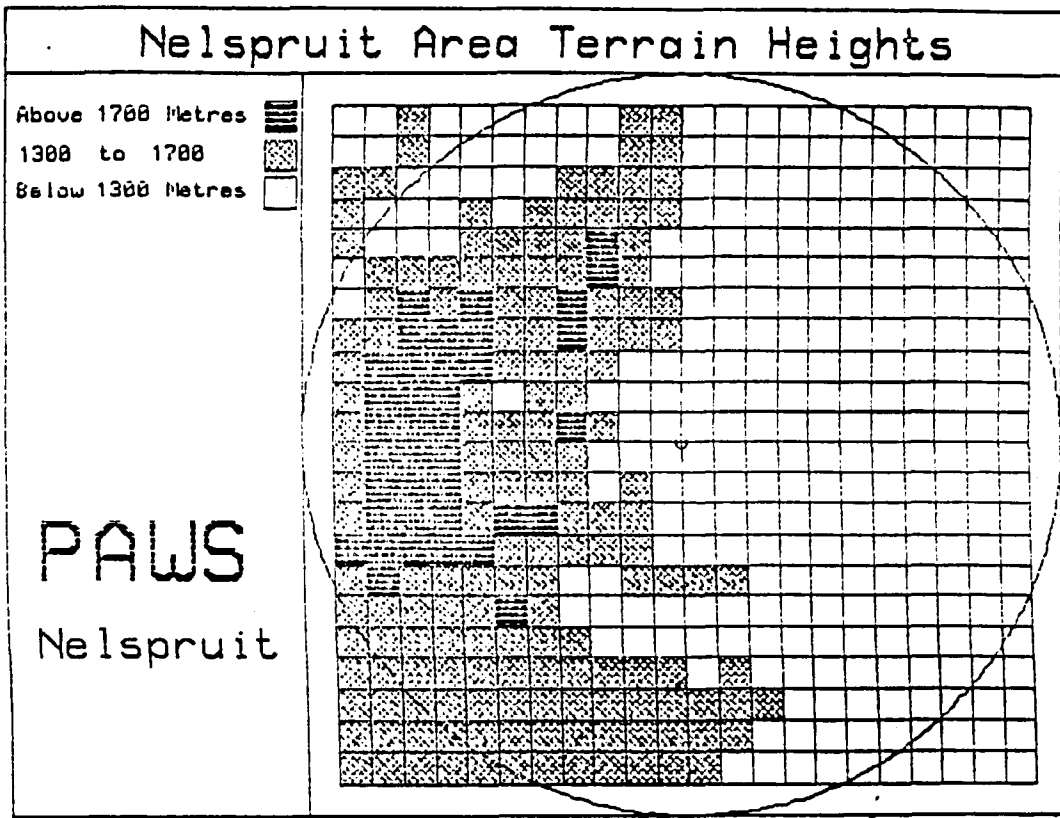 Nelspruit Area Terrain Heights
Above 1700 Metres
1300 to 1700
Below 1300 Metres
PAWS
Nelspruit